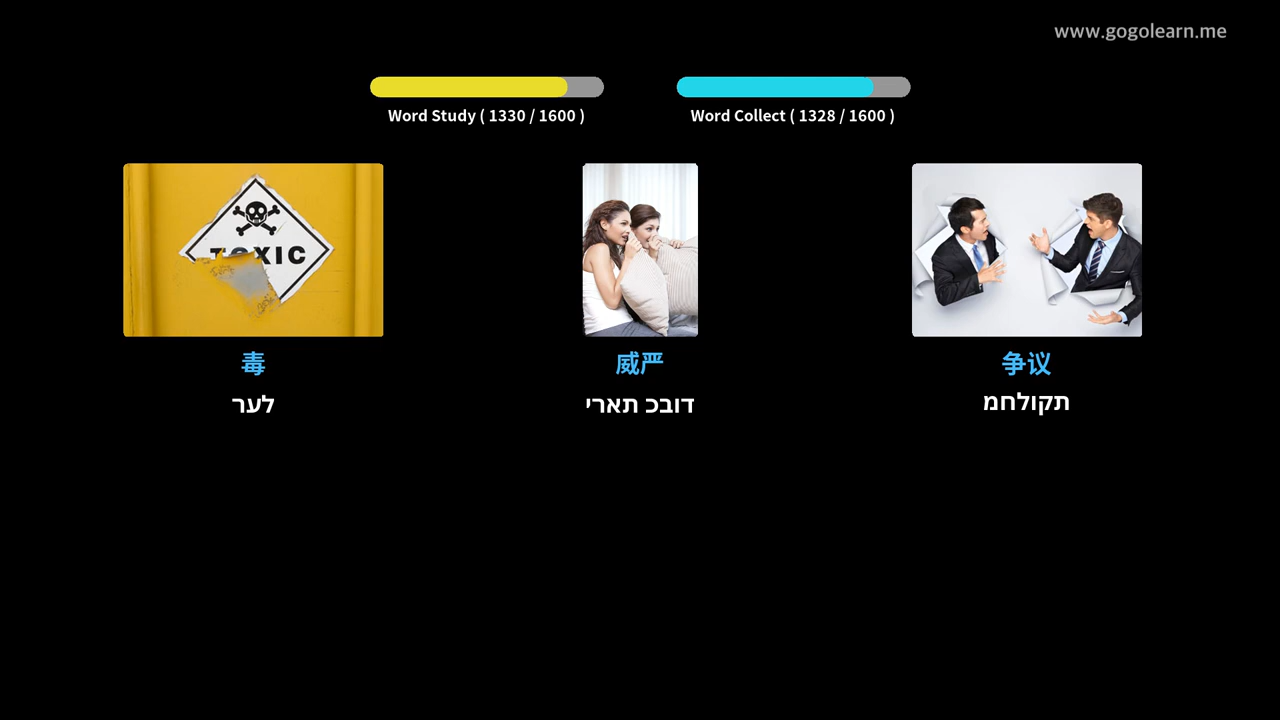 www.gogolearn.me
Word Study ( 1330 / 1600 )
Word Collect ( 1328 / 1600 )
TOXIC
毒
לער
威严
דובכ תארי
争议
תקולחמ